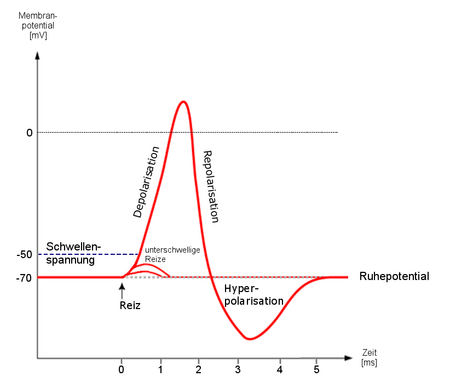 Membran-
potential
[mV]
0
Depolarisation
Repolarisation
-50
Schwellen-
spannung
unterschwellige
Reize
-70
Ruhepotential
Hyper-
polarisation
Reiz
Zeit
[ms]
0
1
2
3
4
5